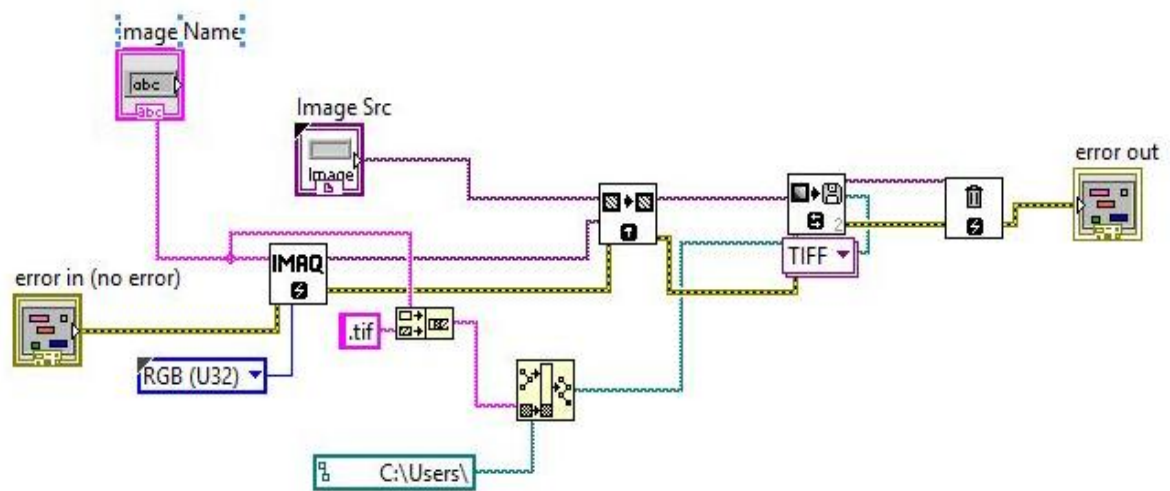 Image Name
abc
abc
Image Src
Image
error out
2
TIFF
IMAQ
error in (no error)
.tif
RGB (U32)
C:\Users\